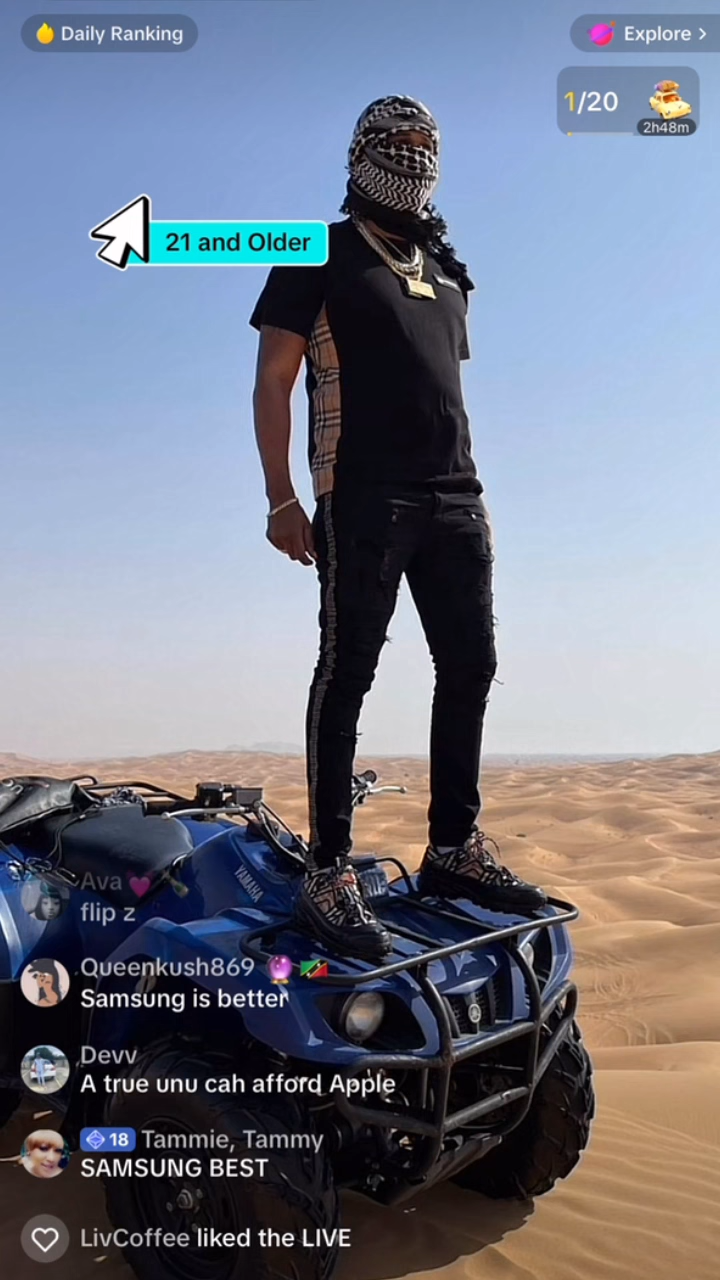 Daily Ranking
Explore >
1/20
2h48m
21 and Older
YAMAHA
Ava💗
flip z
Queenkush869 🔮 🇰🇳
Samsung is better
Devv
A true unu cah afford Apple
18 Tammie, Tammy
SAMSUNG BEST
LivCoffee liked the LIVE